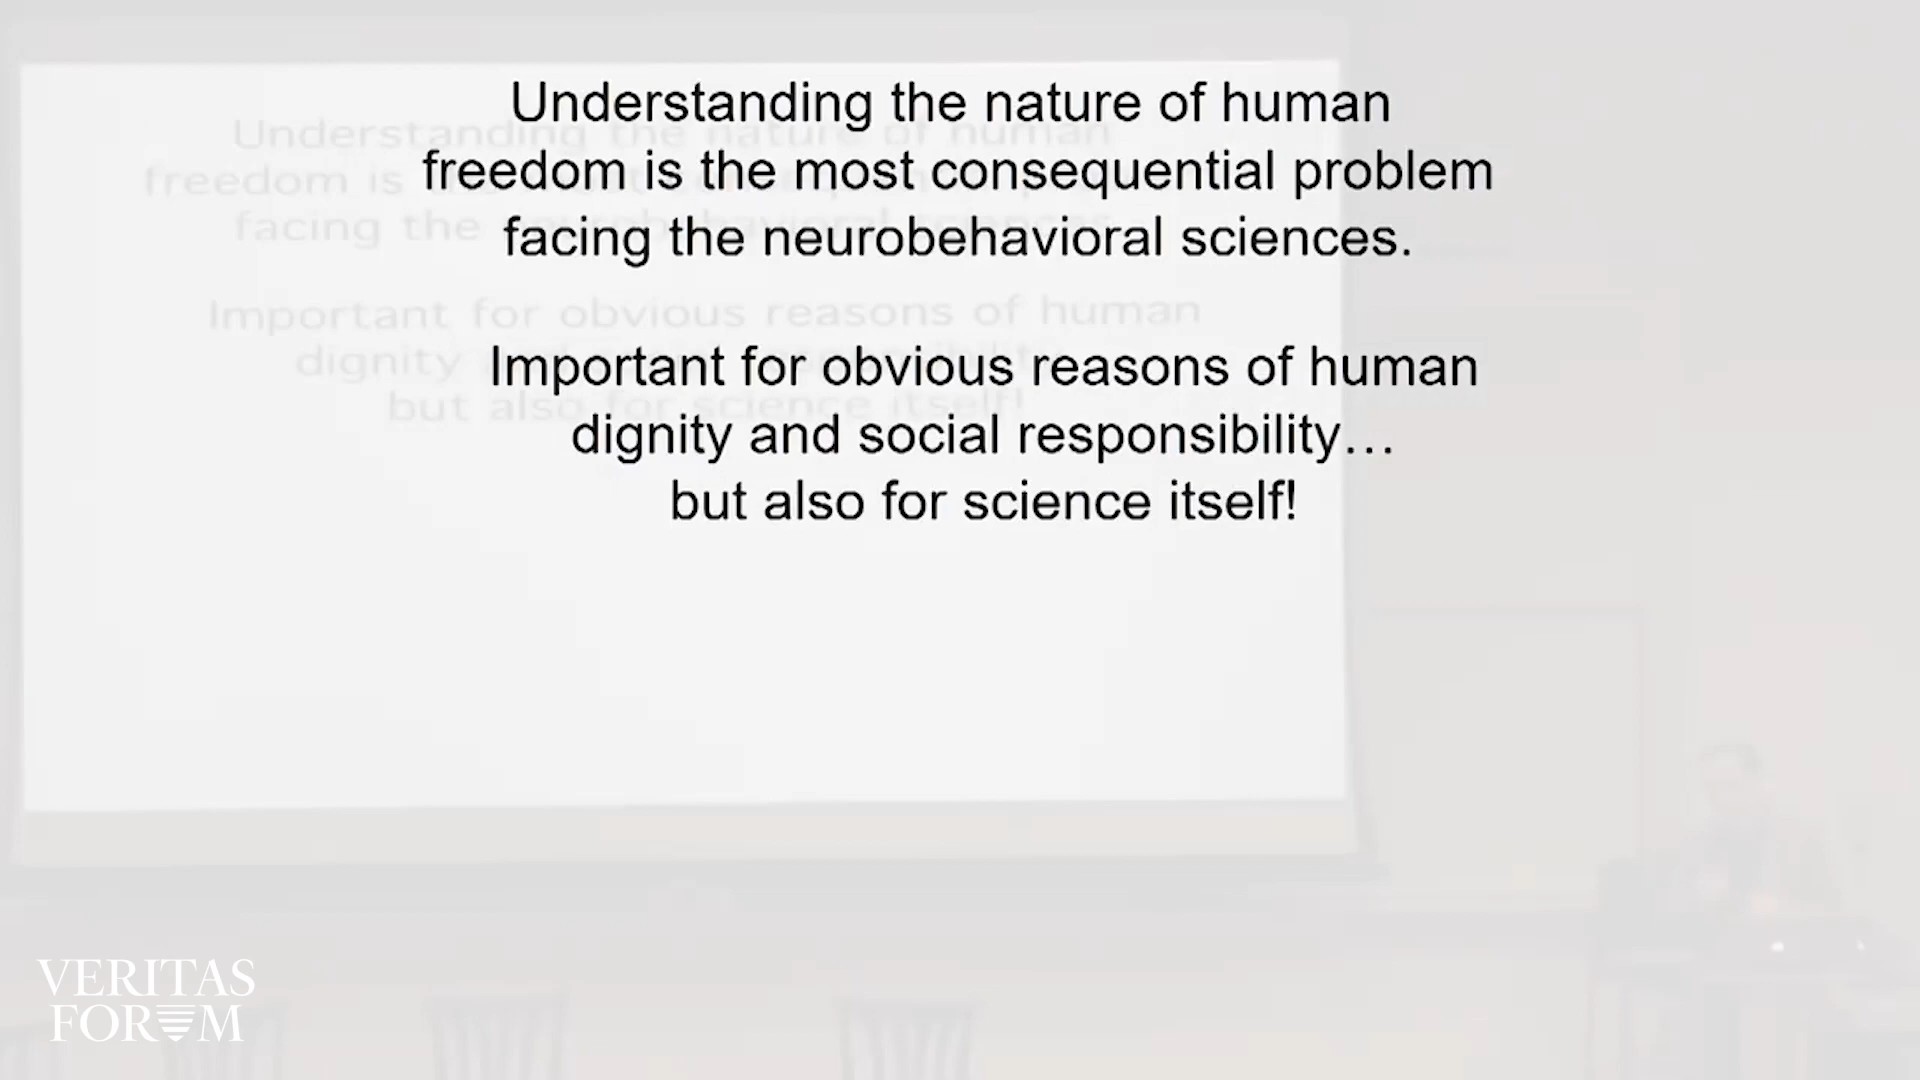 Understanding the nature of human
freedom is the most consequential problem
facing the neurobehavioral sciences.
Important for obvious reasons of human
dignity and social responsibility…
but also for science itself!
VERITAS
FORUM